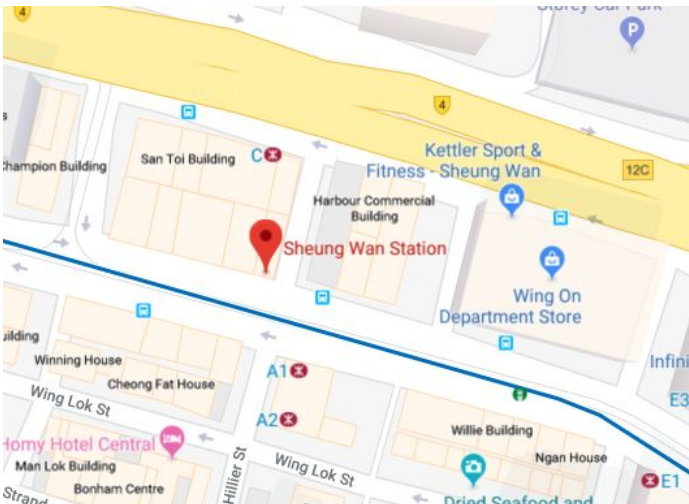 4
Storey Car Park
P
4
Kettler Sport &
Fitness - Sheung Wan
12C
San Toi Building
C
Champion Building
Harbour Commercial
Building
Sheung Wan Station
Wing On
Department Store
Winning House
Cheong Fat House
Wing Lok St
A1
A2
Infini
E3
Willie Building
Ngan House
Homy Hotel Central
Man Lok Building
Bonham Centre
Hillier St
Wing Lok St
Strand
Dried Seafood and
E1